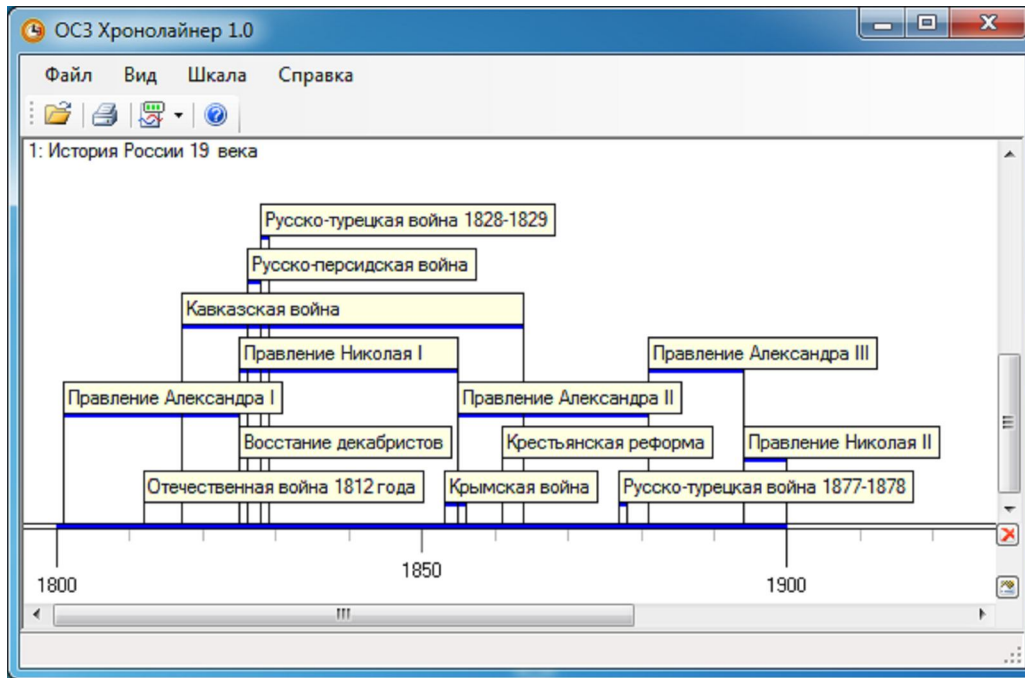 ОС3 Хронолайнер 1.0
Файл Вид Шкала Справка
1: История России 19 века
Русско-турецкая война 1828-1829
Русско-персидская война
Кавказская война
Правление Николая I
Правление Александра III
Правление Александра I
Правление Александра II
Восстание декабристов
Крестьянская реформа
Правление Николая II
Отечественная война 1812 года
Крымская война
Русско-турецкая война 1877-1878
1800
1850
1900